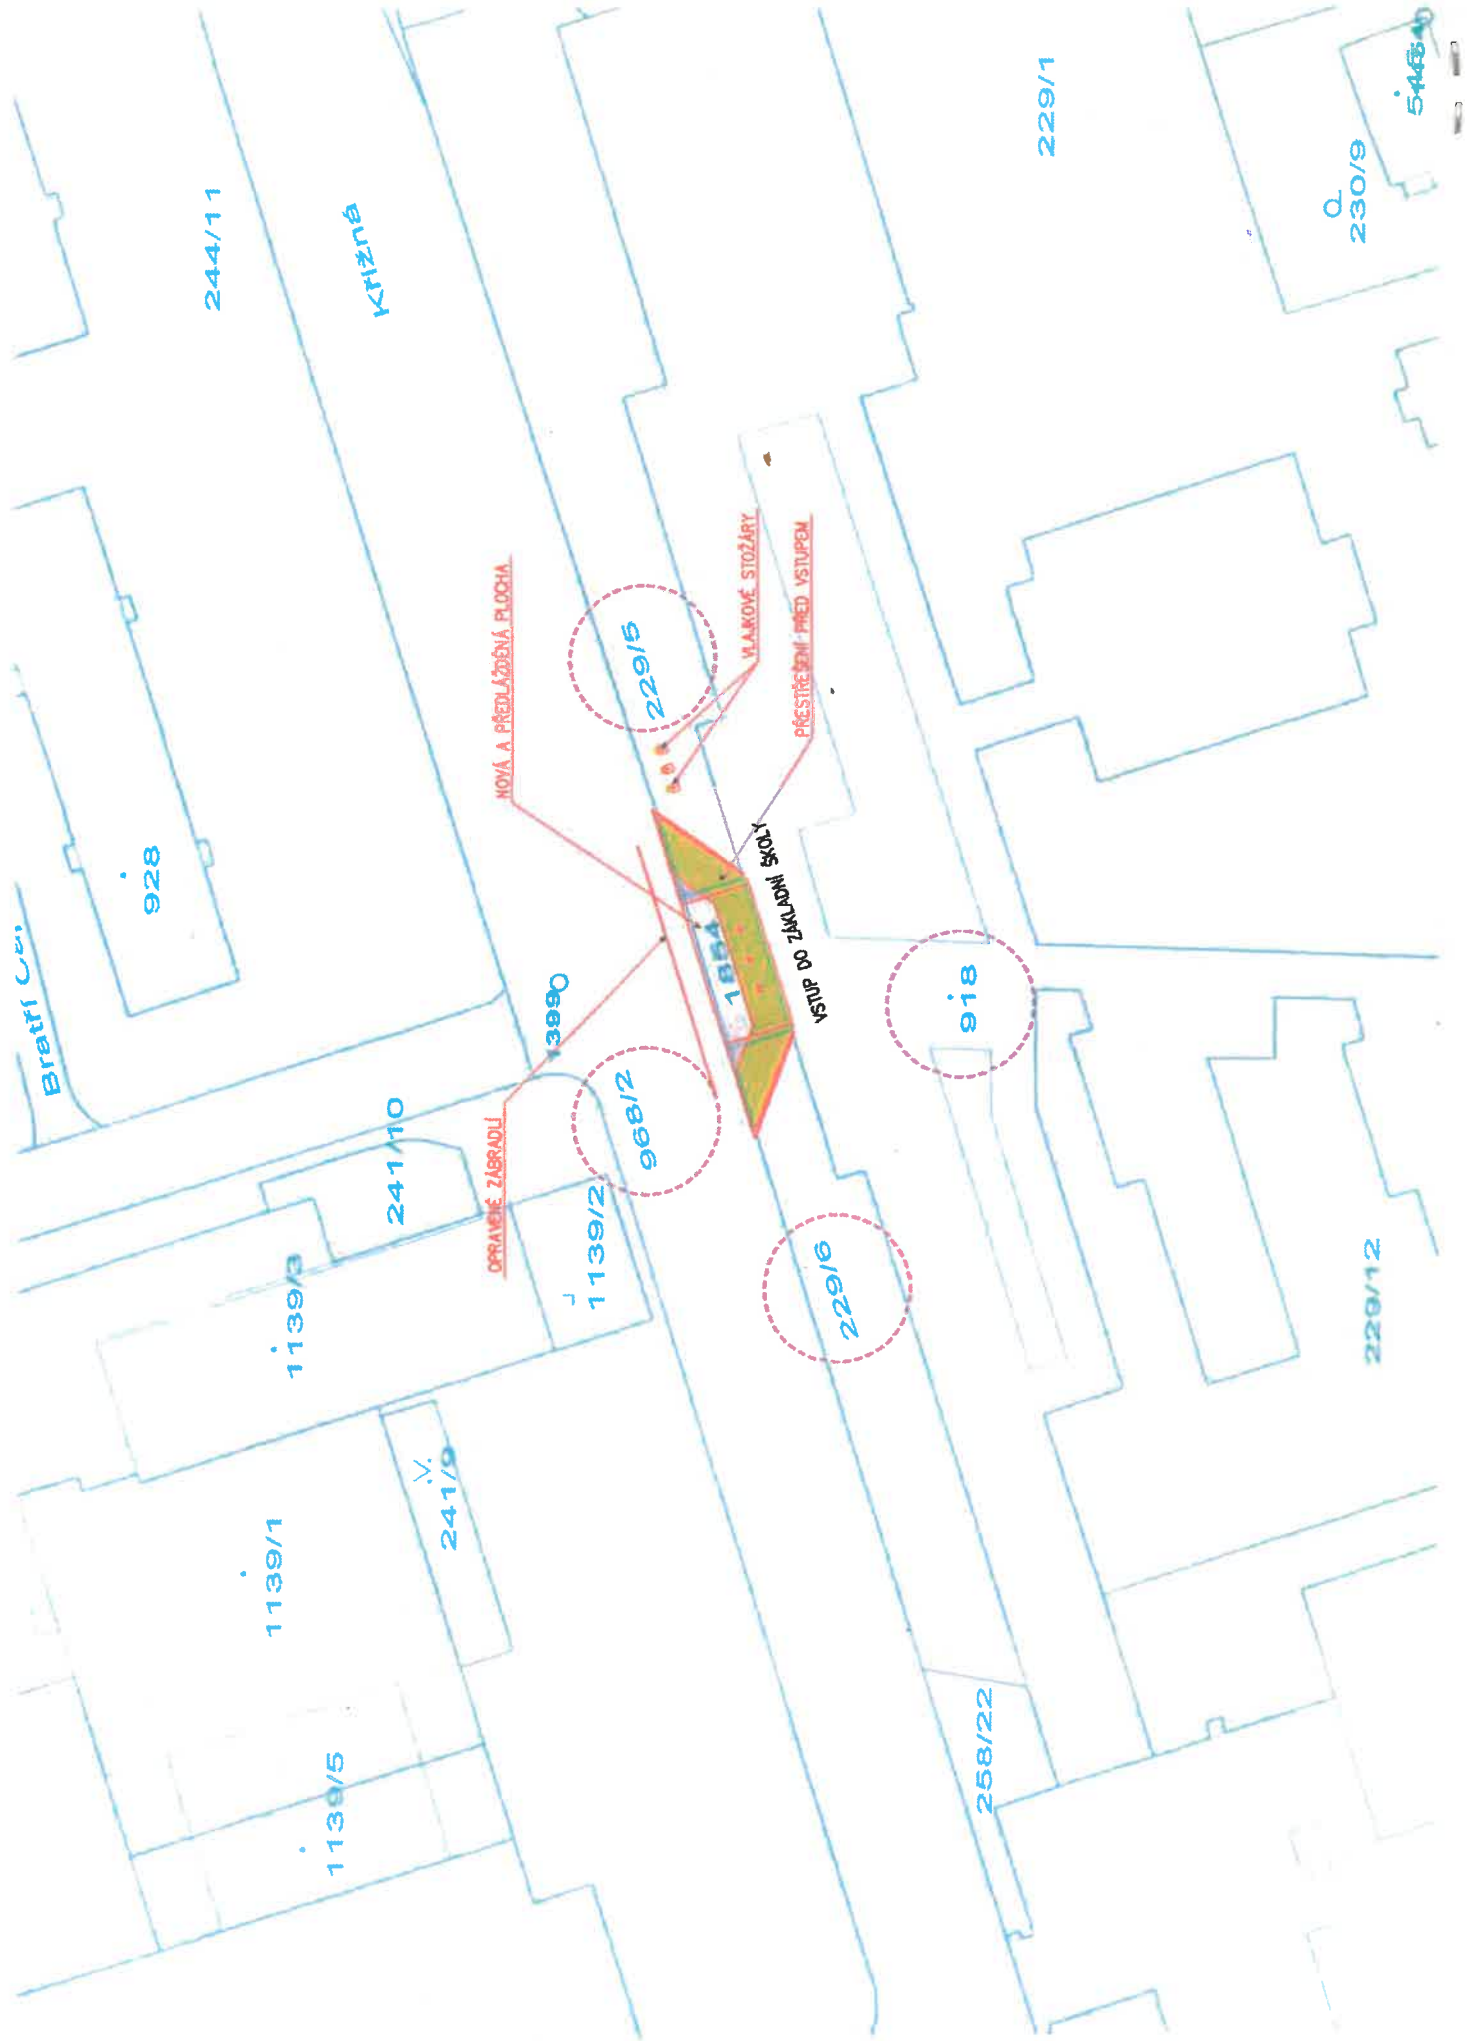 244/11
Křižná
229/1
230/9
928
Bratří
NOVÁ A PŘEDLÁŽDĚNÁ PLOCHA
229/5
VLAJKOVÉ STOŽÁRY
PŘESTŘEŠENÍ PŘED VSTUPEM
1854
VSTUP DO ZÁKLADNÍ ŠKOLY
1399
968/2
918
OPRAVENÉ ZÁBRADLÍ
241/10
1139/2
1139/3
229/6
229/12
241/9
1139/1
1139/5
258/22